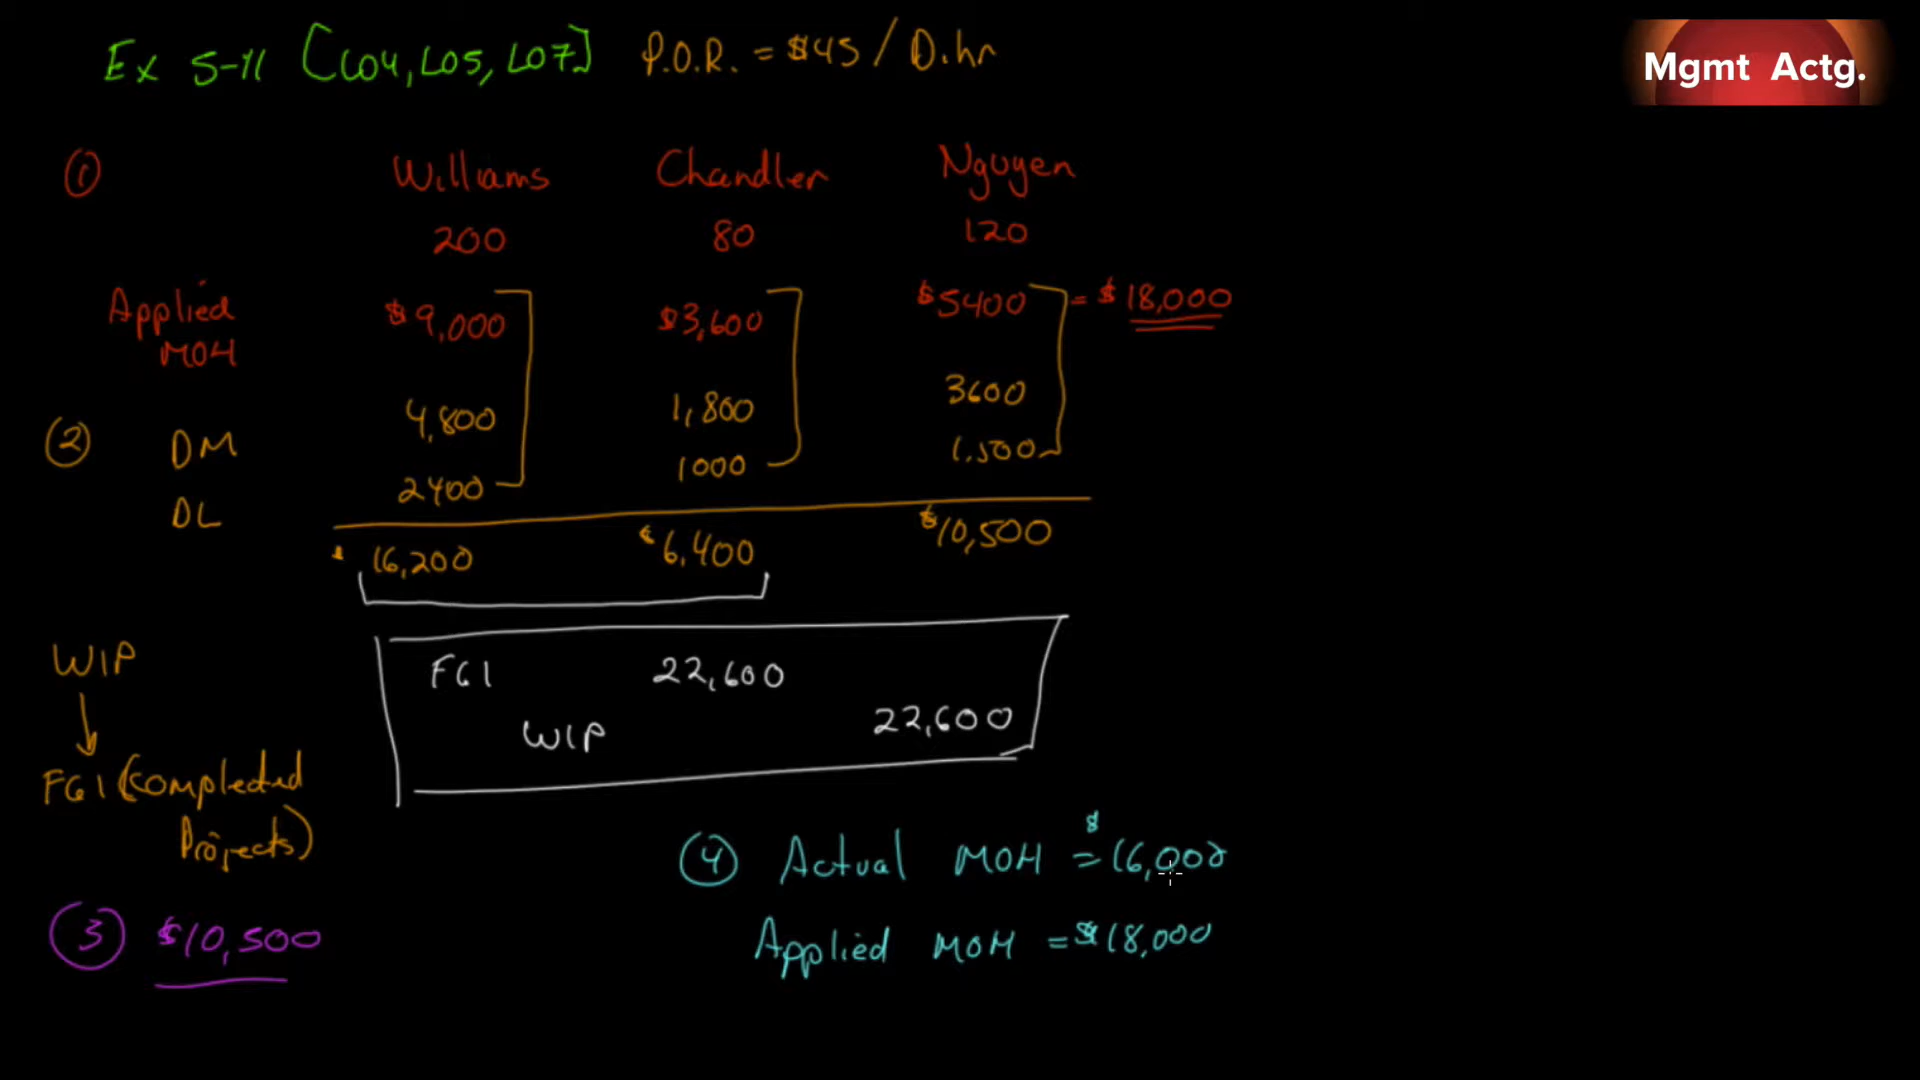 Ex 5-11 [LO4, LO5, LO7] P.O.R. = $45 / D.hr
Mgmt Actg.
① Williams Chandler Nguyen
200 80 120
Applied MOH $9,000 $3,600 $5400 = $18,000
② DM 4,800 1,800 3600
DL 2400 1000 1,500
$16,200 $6,400 $10,500
WIP
FGI 22,600
WIP 22,600
FGI (Completed Projects)
③ $10,500
④ Actual MOH = $16,000
Applied MOH = $18,000